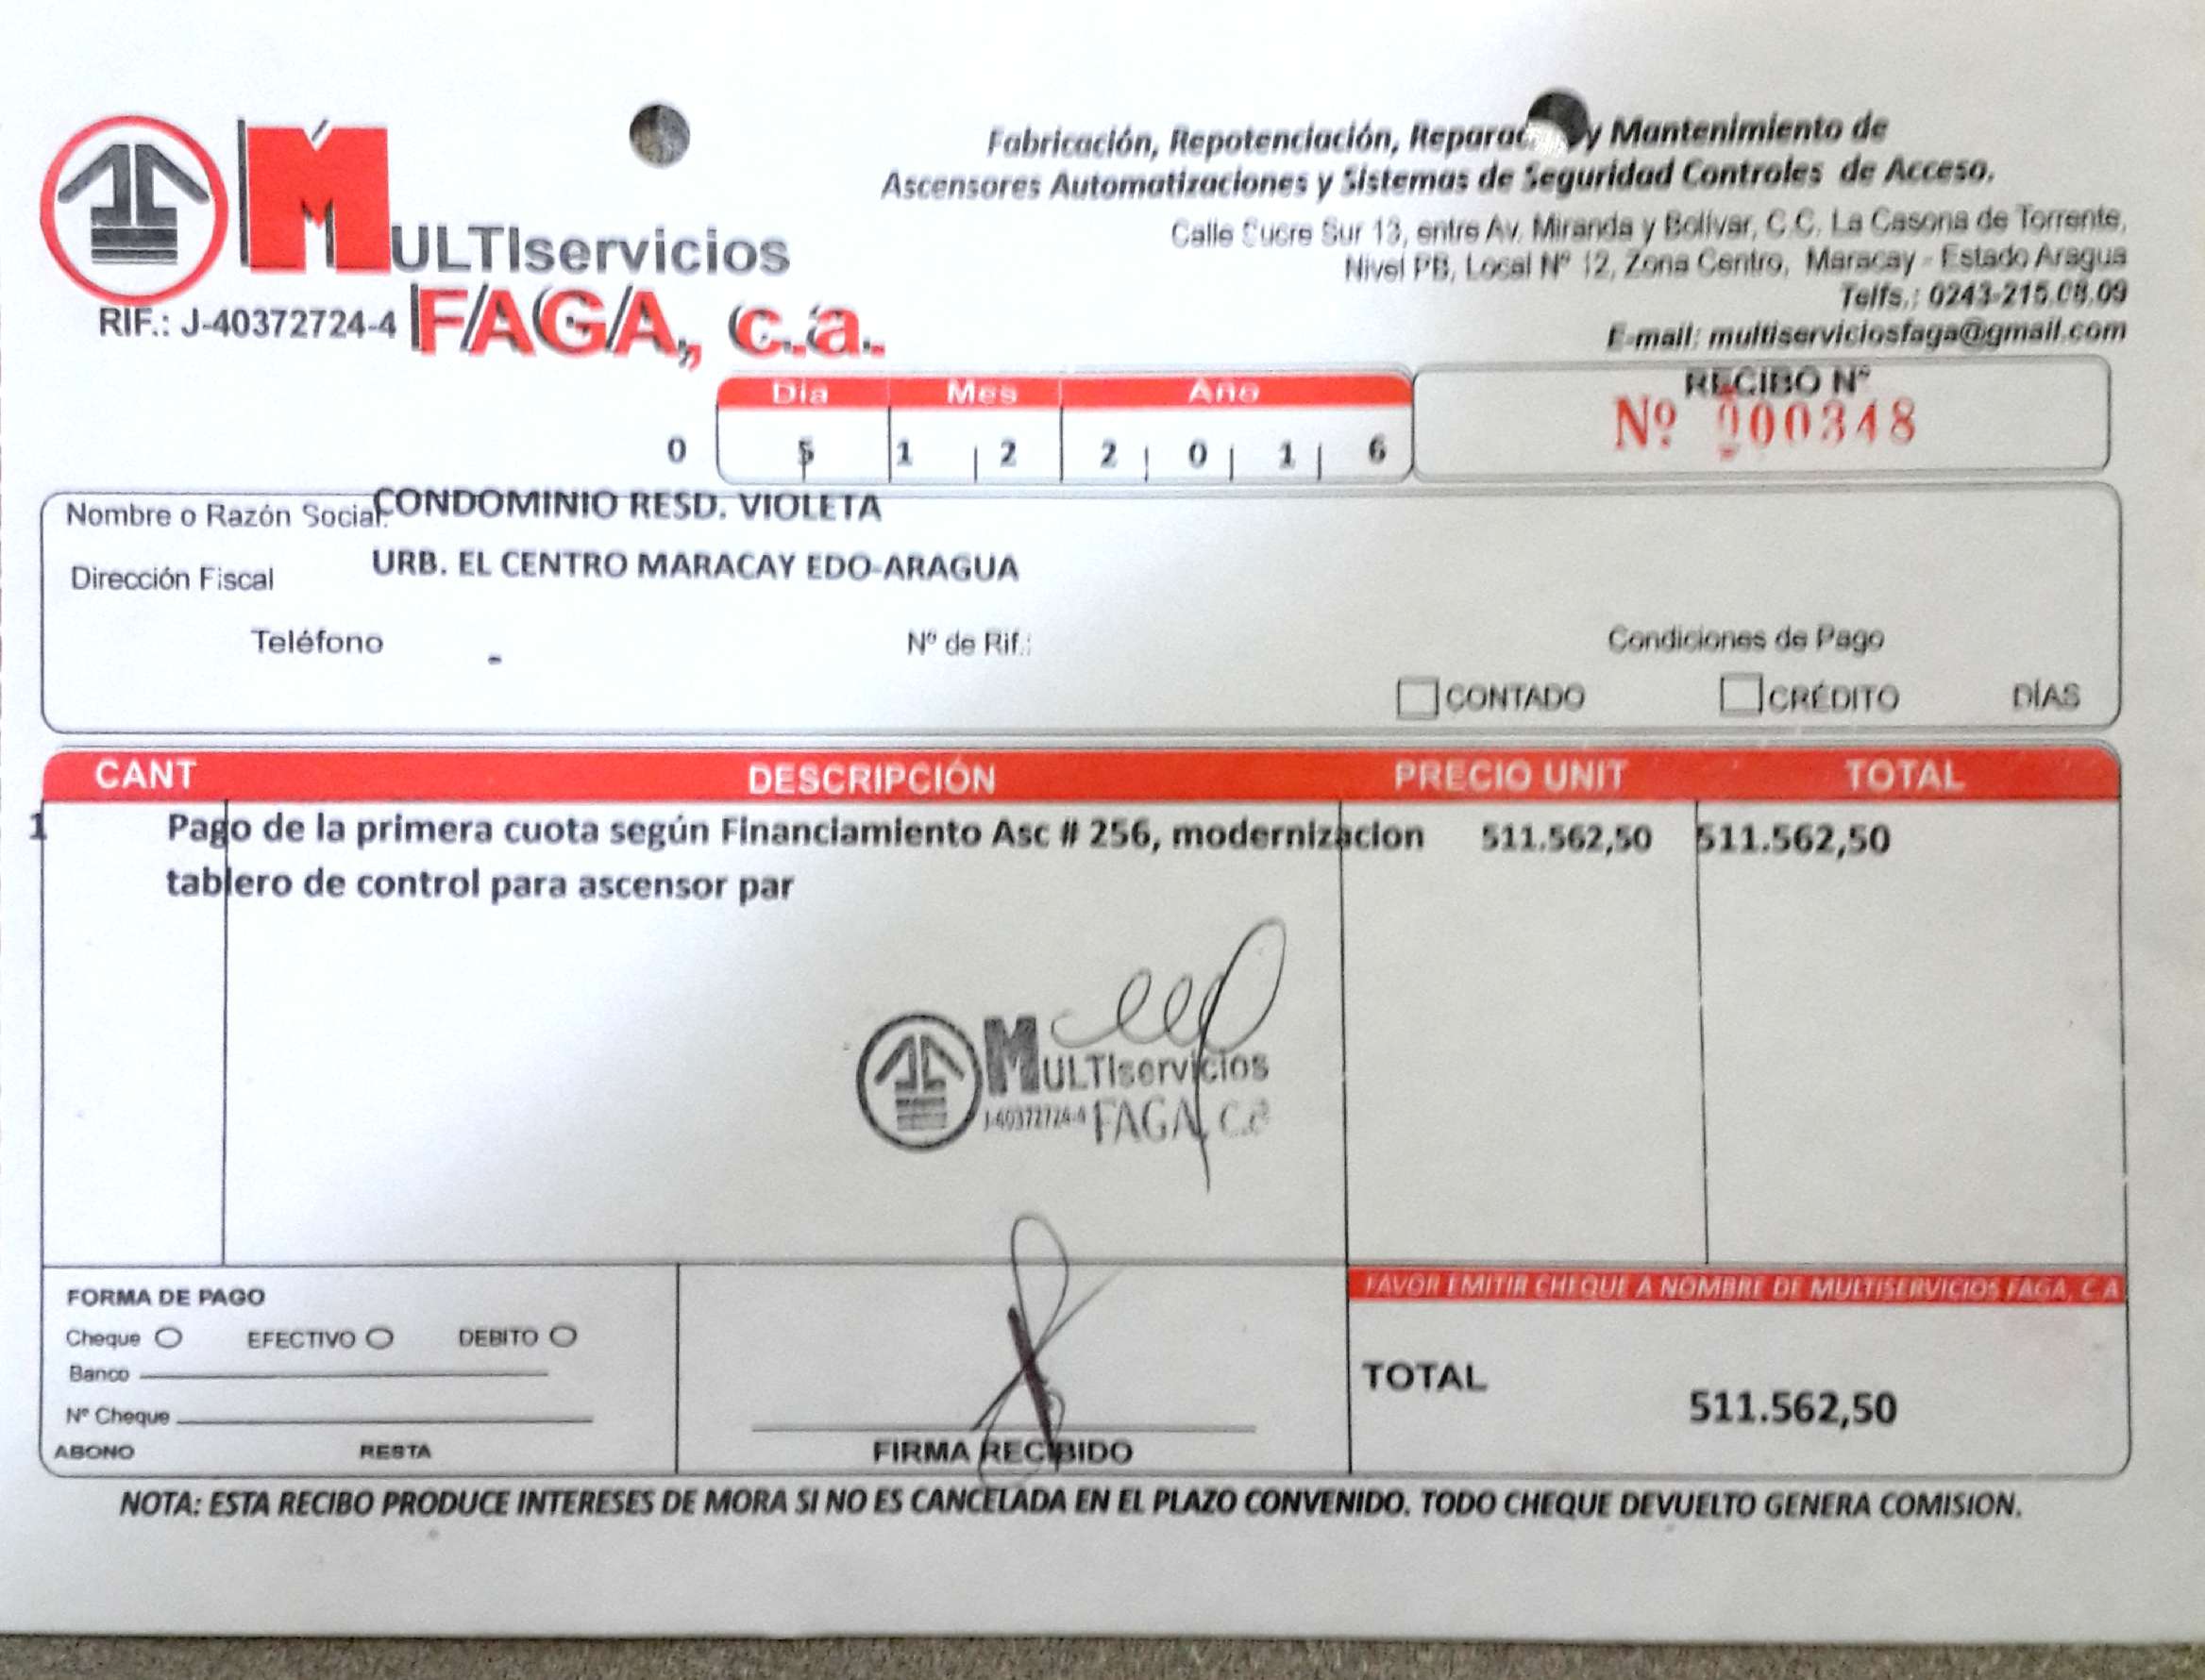 MULTIservicios
FAGA, c.a.
RIF.: J-40372724-4
Fabricación, Repotenciación, Reparac y Mantenimiento de
Ascensores Automatizaciones y Sistemas de Seguridad Controles de Acceso.
Calle Sucre Sur 13, entre Av. Miranda y Bolívar, C.C. La Casona de Torrente,
Nivel PB, Local Nº 12, Zona Centro, Maracay - Estado Aragua
Telfs.: 0243-215.08.09
E-mail: multiserviciosfaga@gmail.com
Día Mes Año
0 5 1 2 2 0 1 6
RECIBO Nº
Nº 000348
Nombre o Razón Social: CONDOMINIO RESD. VIOLETA
Dirección Fiscal URB. EL CENTRO MARACAY EDO-ARAGUA
Teléfono - Nº de Rif.: Condiciones de Pago
CONTADO CRÉDITO DÍAS
CANT DESCRIPCIÓN PRECIO UNIT TOTAL
1 Pago de la primera cuota según Financiamiento Asc # 256, modernizacion 511.562,50 511.562,50
tablero de control para ascensor par
MULTIservicios
J-40372724-4 FAGA, c.a
FORMA DE PAGO
Cheque EFECTIVO DEBITO
Banco
Nº Cheque
ABONO RESTA
FIRMA RECIBIDO
FAVOR EMITIR CHEQUE A NOMBRE DE MULTISERVICIOS FAGA, C.A
TOTAL
511.562,50
NOTA: ESTA RECIBO PRODUCE INTERESES DE MORA SI NO ES CANCELADA EN EL PLAZO CONVENIDO. TODO CHEQUE DEVUELTO GENERA COMISION.